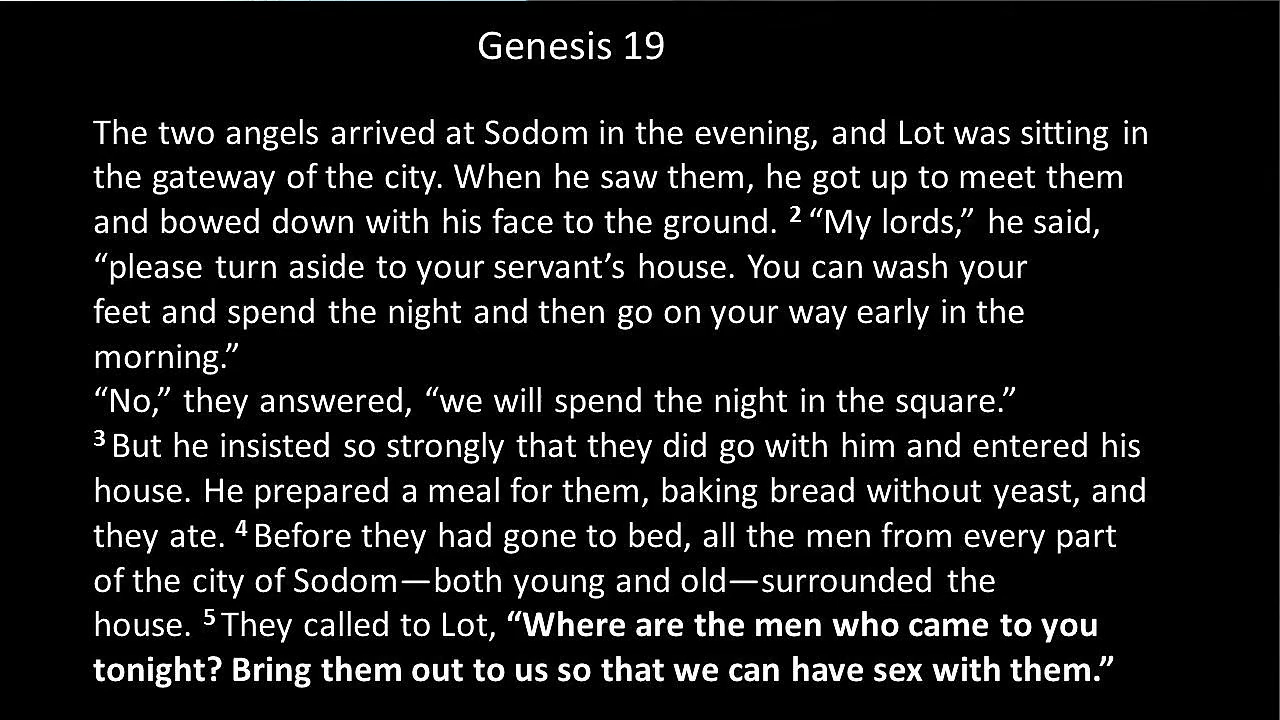 Genesis 19
The two angels arrived at Sodom in the evening, and Lot was sitting in
the gateway of the city. When he saw them, he got up to meet them
and bowed down with his face to the ground. ² “My lords,” he said,
“please turn aside to your servant’s house. You can wash your
feet and spend the night and then go on your way early in the
morning.”
“No,” they answered, “we will spend the night in the square.”
³ But he insisted so strongly that they did go with him and entered his
house. He prepared a meal for them, baking bread without yeast, and
they ate. ⁴ Before they had gone to bed, all the men from every part
of the city of Sodom—both young and old—surrounded the
house. ⁵ They called to Lot, “Where are the men who came to you
tonight? Bring them out to us so that we can have sex with them.”